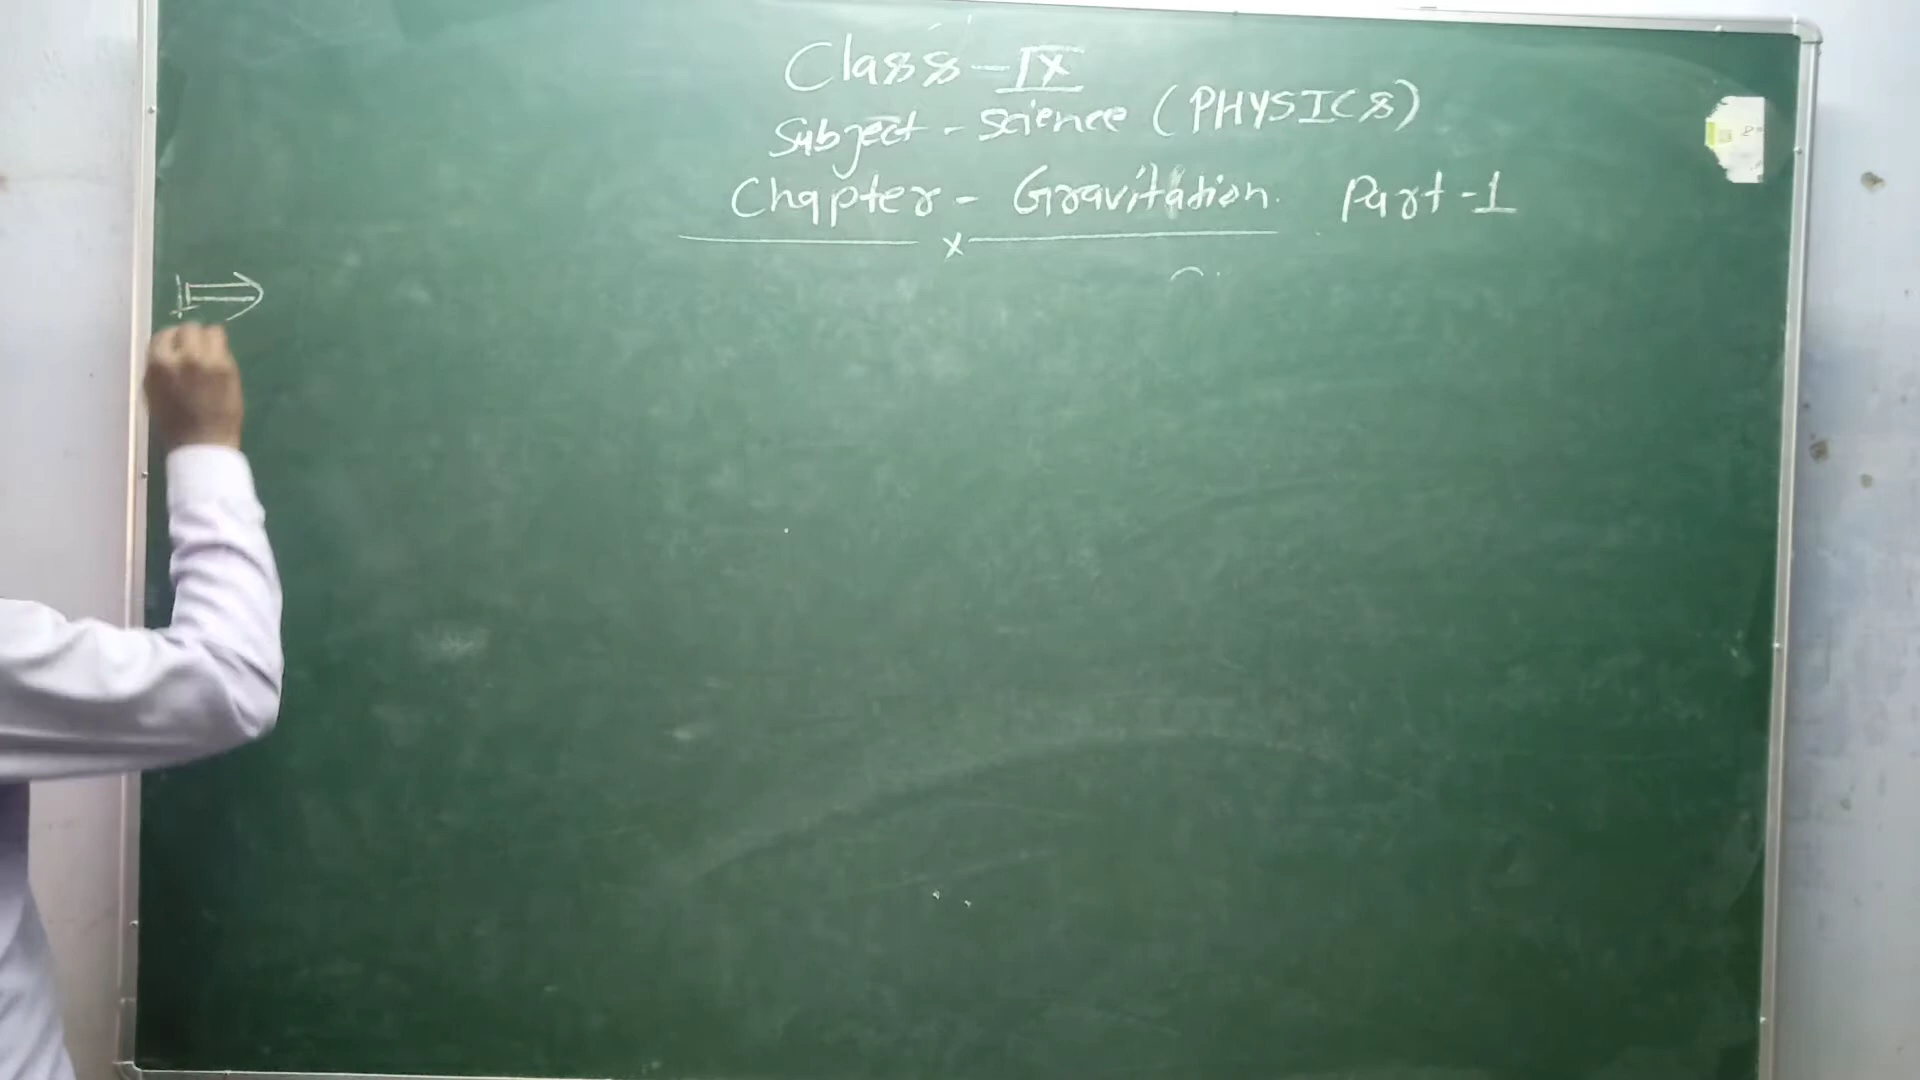 Class - IX
Subject - Science (PHYSICS)
Chapter - Gravitation. Part - 1